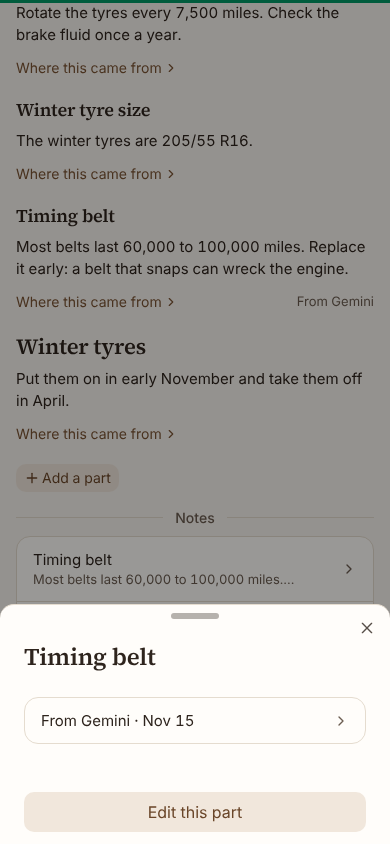 Rotate the tyres every 7,500 miles. Check the
brake fluid once a year.
Where this came from
Winter tyre size
The winter tyres are 205/55 R16.
Where this came from
Timing belt
Most belts last 60,000 to 100,000 miles. Replace
it early: a belt that snaps can wreck the engine.
Where this came from
From Gemini
Winter tyres
Put them on in early November and take them off
in April.
Where this came from
+ Add a part
Notes
Timing belt
Most belts last 60,000 to 100,000 miles....
Timing belt
From Gemini · Nov 15
Edit this part